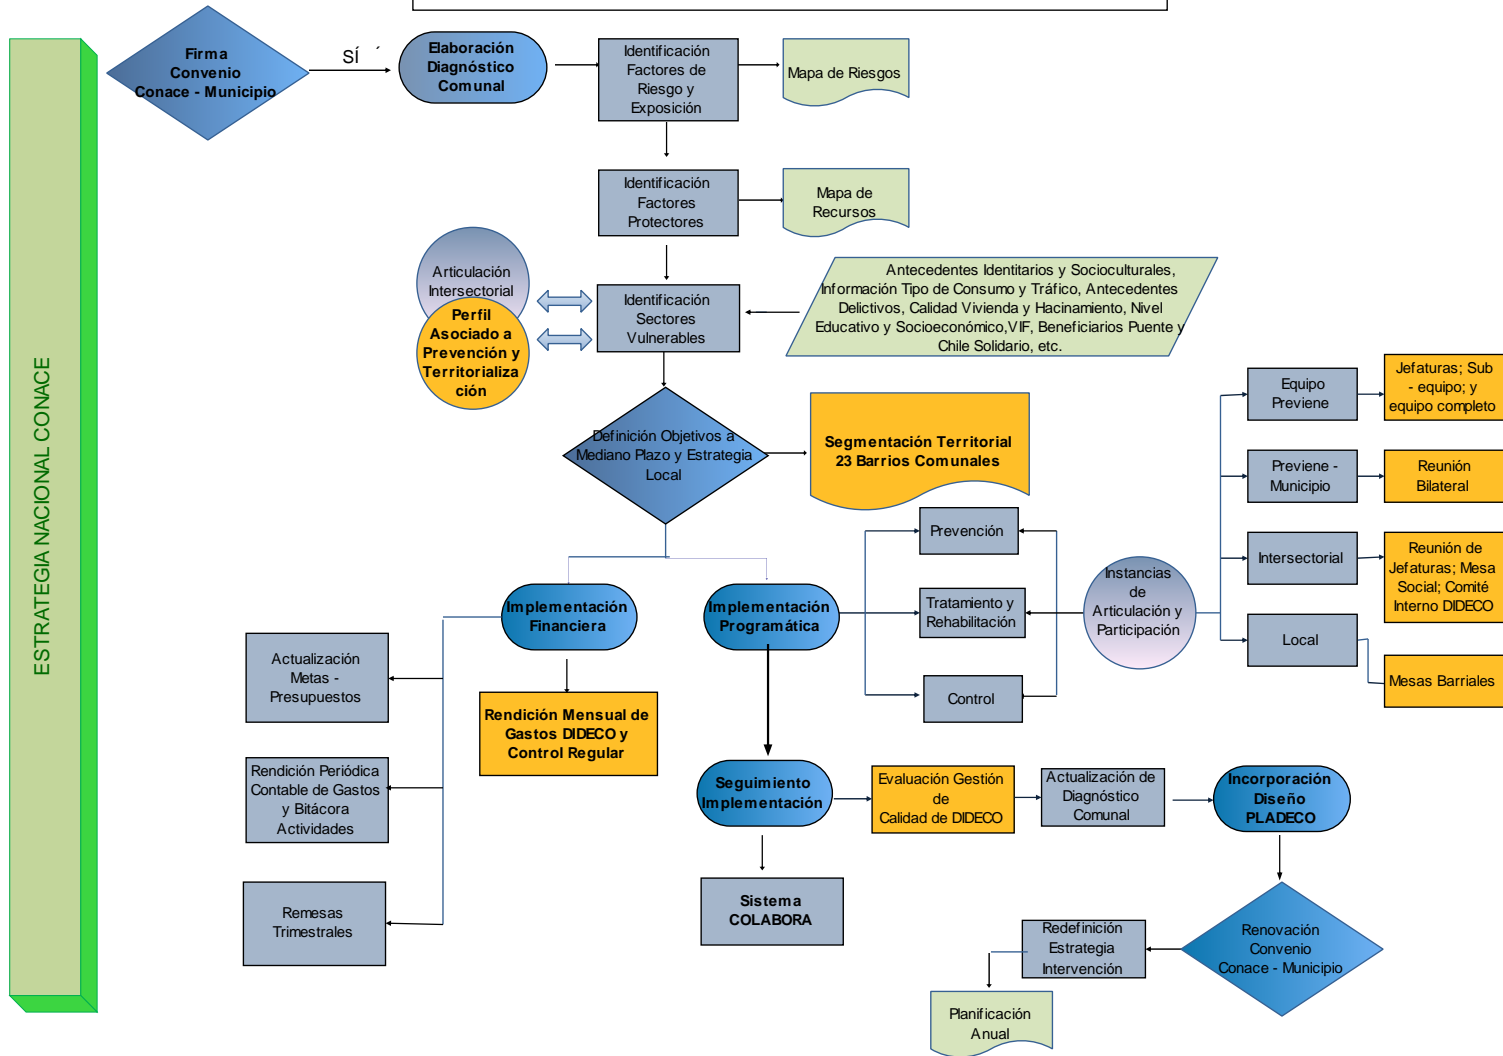 ESTRATEGIA NACIONAL CONACE
Firma
Convenio
Conace - Municipio
SÍ ´
Elaboración
Diagnóstico
Comunal
Identificación
Factores de
Riesgo y
Exposición
Mapa de Riesgos
Identificación
Factores
Protectores
Mapa de
Recursos
Articulación
Intersectorial
Perfil
Asociado a
Prevención y
Territorializa
ción
Identificación
Sectores
Vulnerables
Antecedentes Identitarios y Socioculturales,
Información Tipo de Consumo y Tráfico, Antecedentes
Delictivos, Calidad Vivienda y Hacinamiento, Nivel
Educativo y Socioeconómico,VIF, Beneficiarios Puente y
Chile Solidario, etc.
Definición Objetivos a
Mediano Plazo y Estrategia
Local
Segmentación Territorial
23 Barrios Comunales
Equipo
Previene
Jefaturas; Sub
- equipo; y
equipo completo
Previene -
Municipio
Reunión
Bilateral
Intersectorial
Reunión de
Jefaturas; Mesa
Social; Comité
Interno DIDECO
Local
Mesas Barriales
Instancias
de
Articulación y
Participación
Prevención
Tratamiento y
Rehabilitación
Control
Implementación
Financiera
Implementación
Programática
Actualización
Metas -
Presupuestos
Rendición Mensual de
Gastos DIDECO y
Control Regular
Rendición Periódica
Contable de Gastos
y Bitácora
Actividades
Remesas
Trimestrales
Seguimiento
Implementación
Evaluación Gestión
de
Calidad de DIDECO
Actualización de
Diagnóstico
Comunal
Incorporación
Diseño
PLADECO
Sistema
COLABORA
Renovación
Convenio
Conace - Municipio
Redefinición
Estrategia
Intervención
Planificación
Anual